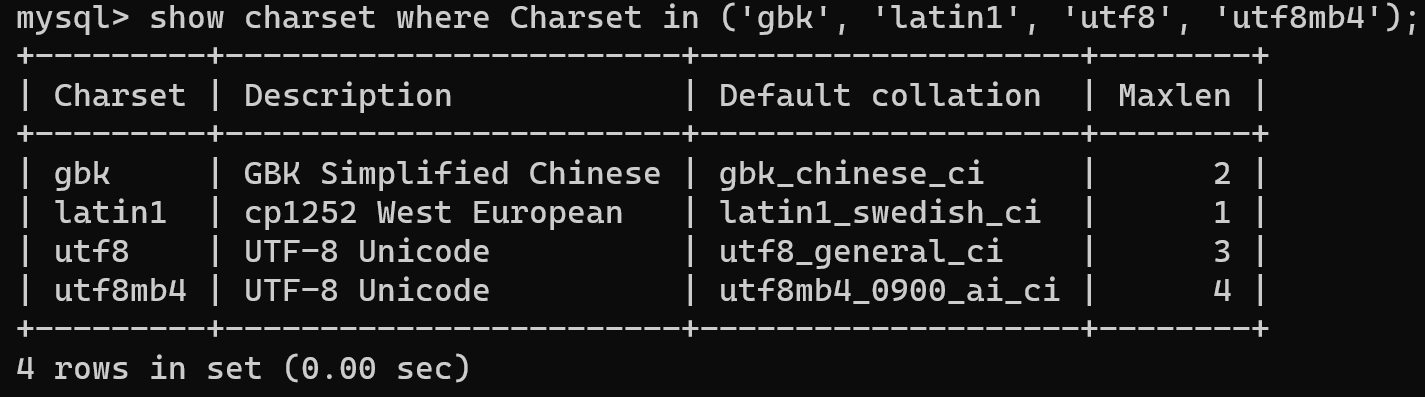 mysql> show charset where Charset in ('gbk', 'latin1', 'utf8', 'utf8mb4');
+---------+------------------------+--------------------+--------+
| Charset | Description            | Default collation  | Maxlen |
+---------+------------------------+--------------------+--------+
| gbk     | GBK Simplified Chinese | gbk_chinese_ci     |      2 |
| latin1  | cp1252 West European   | latin1_swedish_ci  |      1 |
| utf8    | UTF-8 Unicode          | utf8_general_ci    |      3 |
| utf8mb4 | UTF-8 Unicode          | utf8mb4_0900_ai_ci |      4 |
+---------+------------------------+--------------------+--------+
4 rows in set (0.00 sec)